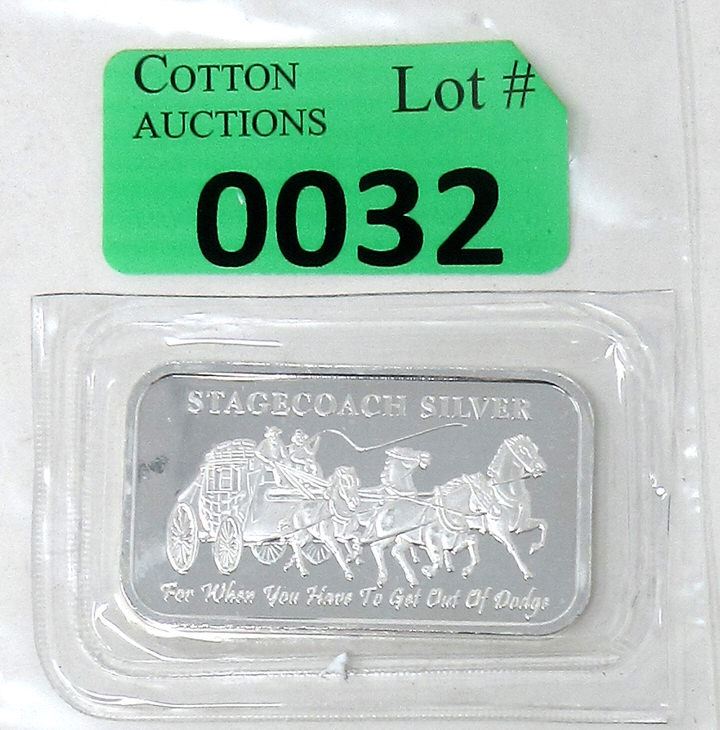 COTTON
AUCTIONS
Lot #
0032
STAGECOACH SILVER
For When You Have To Get Out Of Dodge